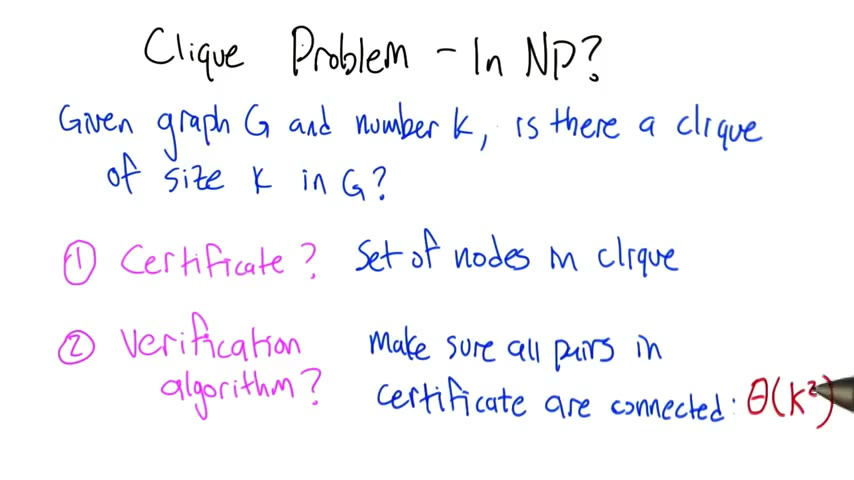 Clique Problem - In NP?
Given graph G and number K, is there a clique
of size K in G?
① Certificate? Set of nodes in clique
② Verification make sure all pairs in
algorithm? certificate are connected: Θ(K²)